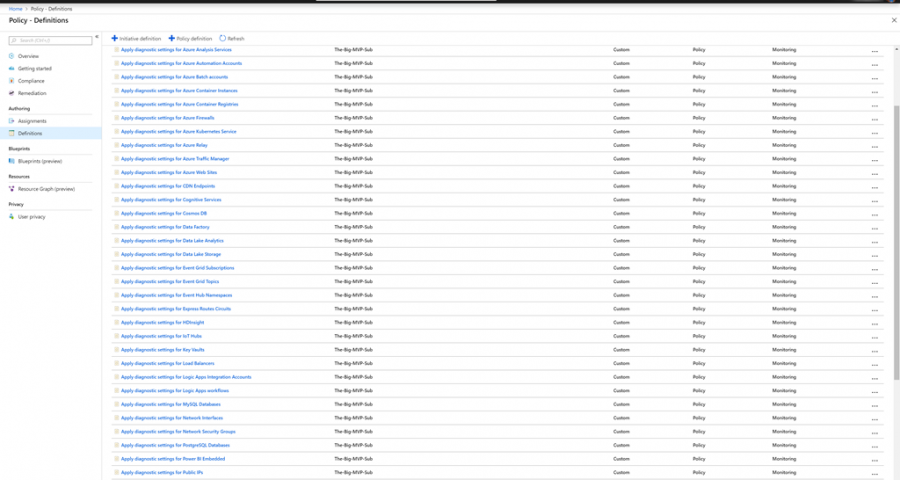 Home > Policy - Definitions
Policy - Definitions
Search (Ctrl+/)
Overview
Getting started
Compliance
Remediation
Authoring
Assignments
Definitions
Blueprints
Blueprints (preview)
Resources
Resource Graph (preview)
Privacy
User privacy
Initiative definition Policy definition Refresh
Apply diagnostic settings for Azure Analysis Services The-Big-MVP-Sub Custom Policy Monitoring ...
Apply diagnostic settings for Azure Automation Accounts The-Big-MVP-Sub Custom Policy Monitoring ...
Apply diagnostic settings for Azure Batch accounts The-Big-MVP-Sub Custom Policy Monitoring ...
Apply diagnostic settings for Azure Container Instances The-Big-MVP-Sub Custom Policy Monitoring ...
Apply diagnostic settings for Azure Container Registries The-Big-MVP-Sub Custom Policy Monitoring ...
Apply diagnostic settings for Azure Firewalls The-Big-MVP-Sub Custom Policy Monitoring ...
Apply diagnostic settings for Azure Kubernetes Service The-Big-MVP-Sub Custom Policy Monitoring ...
Apply diagnostic settings for Azure Relay The-Big-MVP-Sub Custom Policy Monitoring ...
Apply diagnostic settings for Azure Traffic Manager The-Big-MVP-Sub Custom Policy Monitoring ...
Apply diagnostic settings for Azure Web Sites The-Big-MVP-Sub Custom Policy Monitoring ...
Apply diagnostic settings for CDN Endpoints The-Big-MVP-Sub Custom Policy Monitoring ...
Apply diagnostic settings for Cognitive Services The-Big-MVP-Sub Custom Policy Monitoring ...
Apply diagnostic settings for Cosmos DB The-Big-MVP-Sub Custom Policy Monitoring ...
Apply diagnostic settings for Data Factory The-Big-MVP-Sub Custom Policy Monitoring ...
Apply diagnostic settings for Data Lake Analytics The-Big-MVP-Sub Custom Policy Monitoring ...
Apply diagnostic settings for Data Lake Storage The-Big-MVP-Sub Custom Policy Monitoring ...
Apply diagnostic settings for Event Grid Subscriptions The-Big-MVP-Sub Custom Policy Monitoring ...
Apply diagnostic settings for Event Grid Topics The-Big-MVP-Sub Custom Policy Monitoring ...
Apply diagnostic settings for Event Hub Namespaces The-Big-MVP-Sub Custom Policy Monitoring ...
Apply diagnostic settings for Express Routes Circuits The-Big-MVP-Sub Custom Policy Monitoring ...
Apply diagnostic settings for HDInsight The-Big-MVP-Sub Custom Policy Monitoring ...
Apply diagnostic settings for IoT Hubs The-Big-MVP-Sub Custom Policy Monitoring ...
Apply diagnostic settings for Key Vaults The-Big-MVP-Sub Custom Policy Monitoring ...
Apply diagnostic settings for Load Balancers The-Big-MVP-Sub Custom Policy Monitoring ...
Apply diagnostic settings for Logic Apps Integration Accounts The-Big-MVP-Sub Custom Policy Monitoring ...
Apply diagnostic settings for Logic Apps workflows The-Big-MVP-Sub Custom Policy Monitoring ...
Apply diagnostic settings for MySQL Databases The-Big-MVP-Sub Custom Policy Monitoring ...
Apply diagnostic settings for Network Interfaces The-Big-MVP-Sub Custom Policy Monitoring ...
Apply diagnostic settings for Network Security Groups The-Big-MVP-Sub Custom Policy Monitoring ...
Apply diagnostic settings for PostgreSQL Databases The-Big-MVP-Sub Custom Policy Monitoring ...
Apply diagnostic settings for Power BI Embedded The-Big-MVP-Sub Custom Policy Monitoring ...
Apply diagnostic settings for Public IPs The-Big-MVP-Sub Custom Policy Monitoring ...